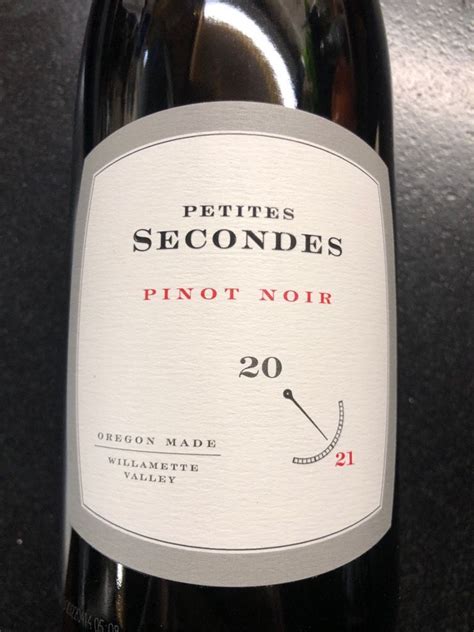 PETITES
SECONDES
PINOT NOIR
20
21
OREGON MADE
WILLAMETTE
VALLEY